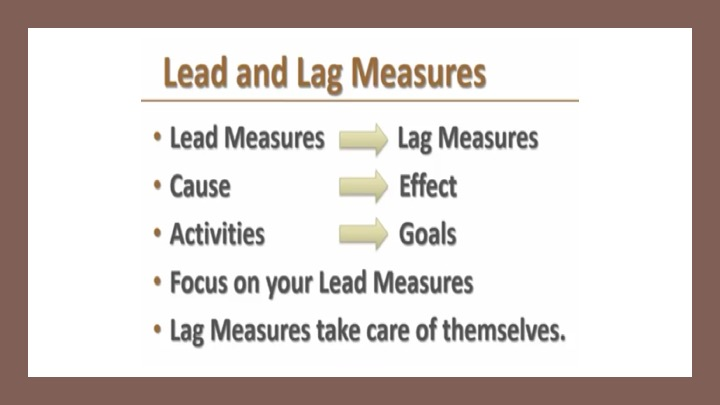 Lead and Lag Measures
• Lead Measures Lag Measures
• Cause Effect
• Activities Goals
• Focus on your Lead Measures
• Lag Measures take care of themselves.